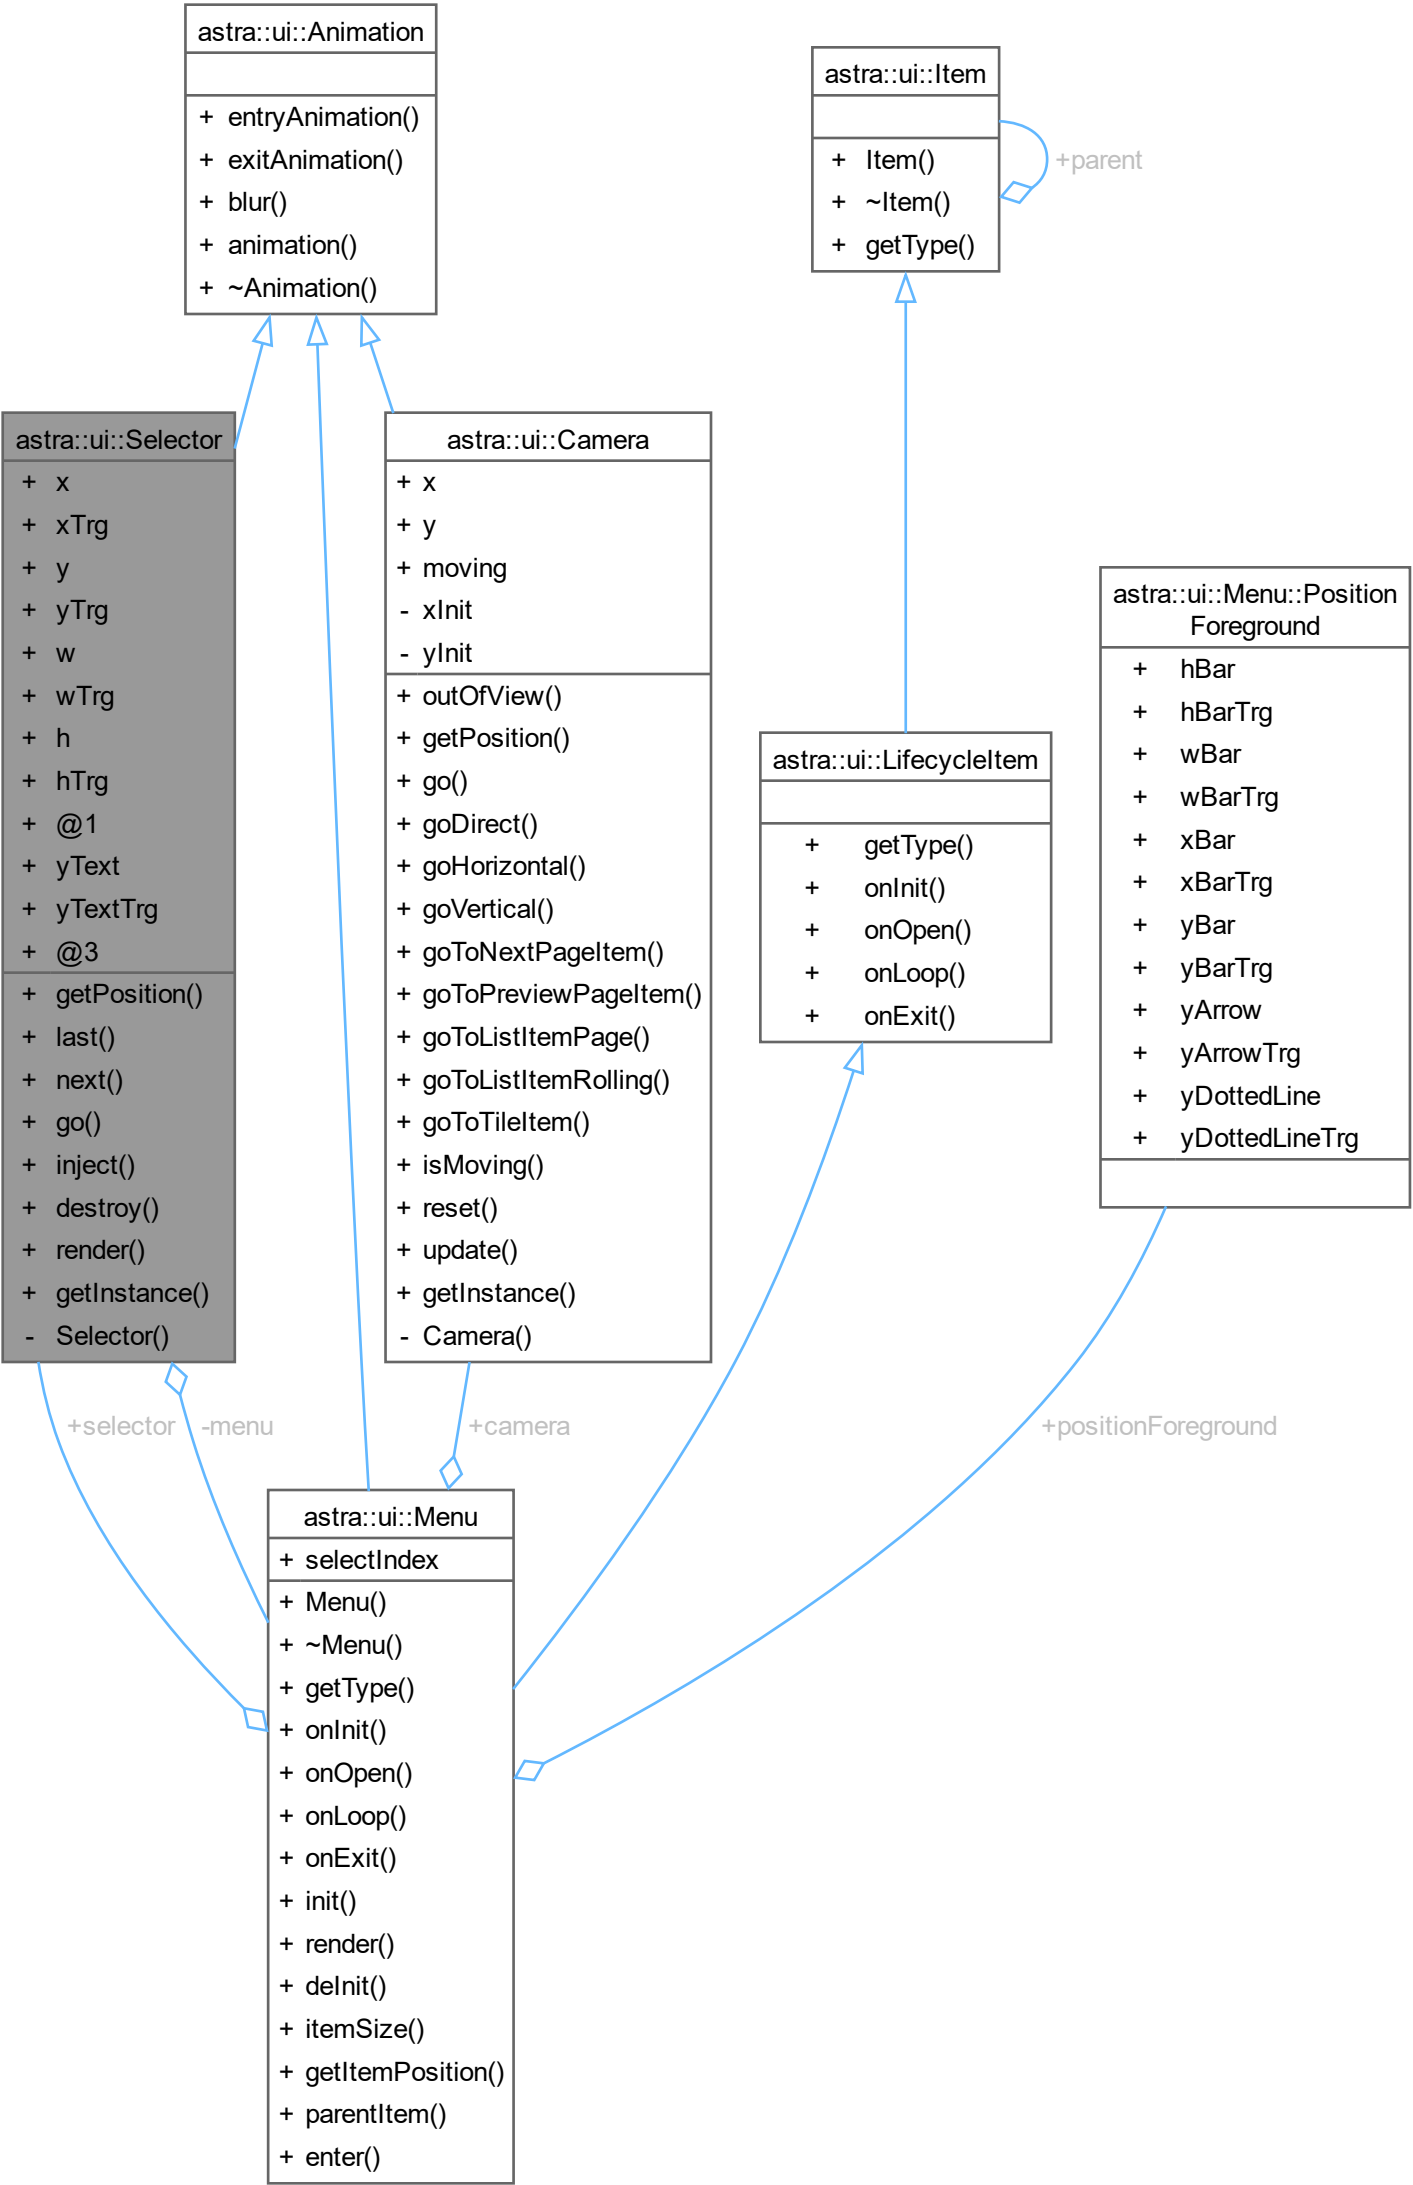 astra::ui::Animation
+ entryAnimation()
+ exitAnimation()
+ blur()
+ animation()
+ ~Animation()
astra::ui::Item
+ Item()
+ ~Item()
+ getType()
+parent
astra::ui::Selector
+ x
+ xTrg
+ y
+ yTrg
+ w
+ wTrg
+ h
+ hTrg
+ @1
+ yText
+ yTextTrg
+ @3
+ getPosition()
+ last()
+ next()
+ go()
+ inject()
+ destroy()
+ render()
+ getInstance()
- Selector()
astra::ui::Camera
+ x
+ y
+ moving
- xInit
- yInit
+ outOfView()
+ getPosition()
+ go()
+ goDirect()
+ goHorizontal()
+ goVertical()
+ goToNextPageItem()
+ goToPreviewPageItem()
+ goToListItemPage()
+ goToListItemRolling()
+ goToTileItem()
+ isMoving()
+ reset()
+ update()
+ getInstance()
- Camera()
astra::ui::LifecycleItem
+ getType()
+ onInit()
+ onOpen()
+ onLoop()
+ onExit()
astra::ui::Menu::Position
Foreground
+ hBar
+ hBarTrg
+ wBar
+ wBarTrg
+ xBar
+ xBarTrg
+ yBar
+ yBarTrg
+ yArrow
+ yArrowTrg
+ yDottedLine
+ yDottedLineTrg
+selector
-menu
+camera
+positionForeground
astra::ui::Menu
+ selectIndex
+ Menu()
+ ~Menu()
+ getType()
+ onInit()
+ onOpen()
+ onLoop()
+ onExit()
+ init()
+ render()
+ deInit()
+ itemSize()
+ getItemPosition()
+ parentItem()
+ enter()